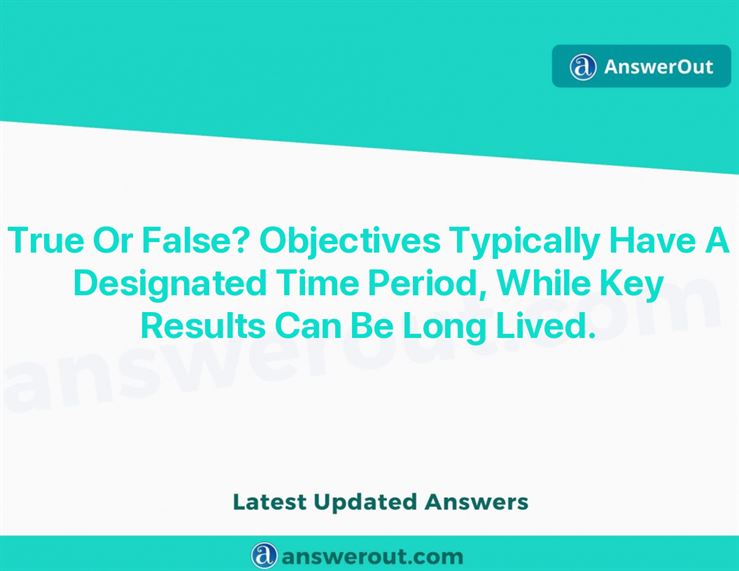 AnswerOut
True Or False? Objectives Typically Have A
Designated Time Period, While Key
Results Can Be Long Lived.
answerout.com
Latest Updated Answers
answerout.com